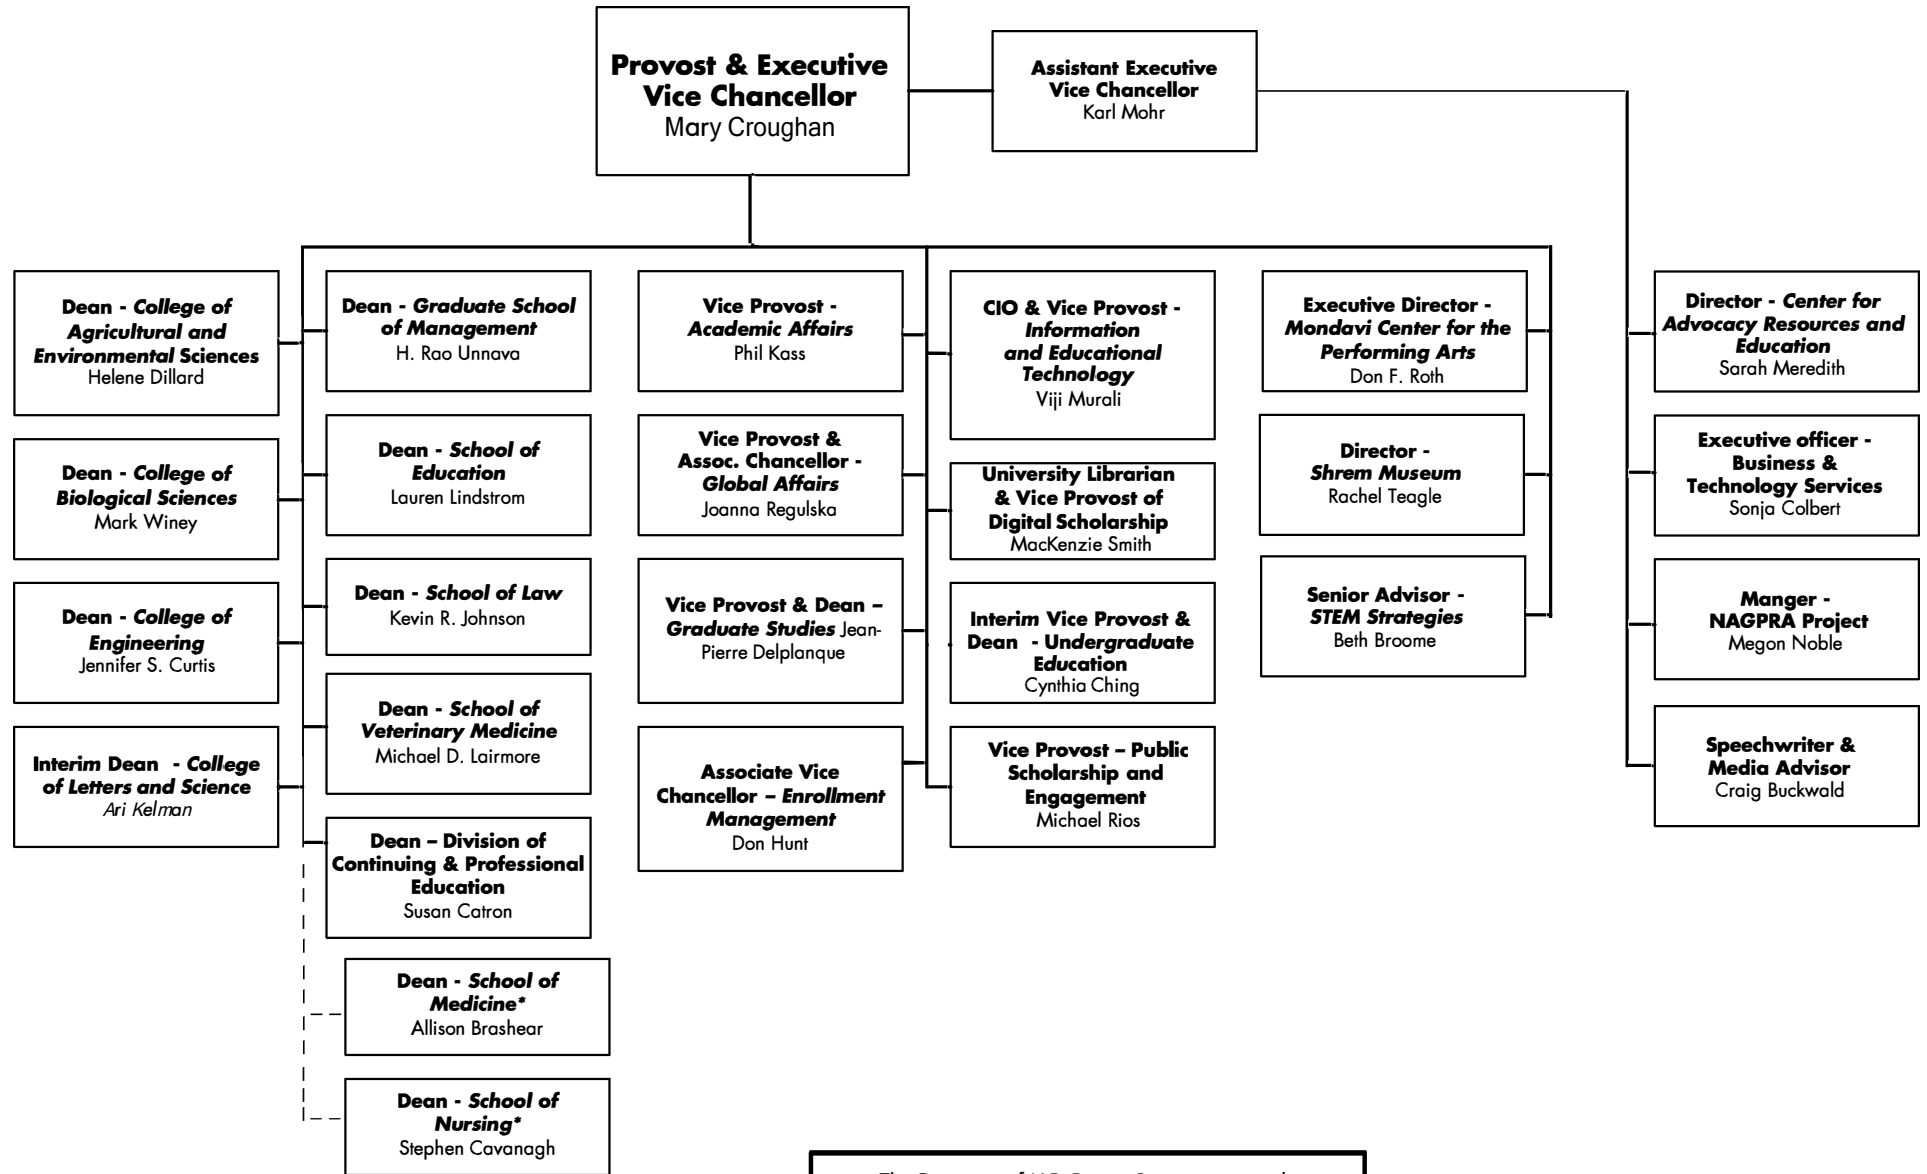 Provost & Executive
Vice Chancellor
Mary Croughan
Assistant Executive
Vice Chancellor
Karl Mohr
Dean - College of
Agricultural and
Environmental Sciences
Helene Dillard
Dean - College of
Biological Sciences
Mark Winey
Dean - College of
Engineering
Jennifer S. Curtis
Interim Dean - College
of Letters and Science
Ari Kelman
Dean - Graduate School
of Management
H. Rao Unnava
Dean - School of
Education
Lauren Lindstrom
Dean - School of Law
Kevin R. Johnson
Dean - School of
Veterinary Medicine
Michael D. Lairmore
Dean – Division of
Continuing & Professional
Education
Susan Catron
Dean - School of
Medicine*
Allison Brashear
Dean - School of
Nursing*
Stephen Cavanagh
Vice Provost -
Academic Affairs
Phil Kass
Vice Provost &
Assoc. Chancellor -
Global Affairs
Joanna Regulska
Vice Provost & Dean –
Graduate Studies Jean-
Pierre Delplanque
Associate Vice
Chancellor – Enrollment
Management
Don Hunt
CIO & Vice Provost -
Information
and Educational
Technology
Viji Murali
University Librarian
& Vice Provost of
Digital Scholarship
MacKenzie Smith
Interim Vice Provost &
Dean - Undergraduate
Education
Cynthia Ching
Vice Provost – Public
Scholarship and
Engagement
Michael Rios
Executive Director -
Mondavi Center for the
Performing Arts
Don F. Roth
Director -
Shrem Museum
Rachel Teagle
Senior Advisor -
STEM Strategies
Beth Broome
Director - Center for
Advocacy Resources and
Education
Sarah Meredith
Executive officer -
Business &
Technology Services
Sonja Colbert
Manger -
NAGPRA Project
Megon Noble
Speechwriter &
Media Advisor
Craig Buckwald